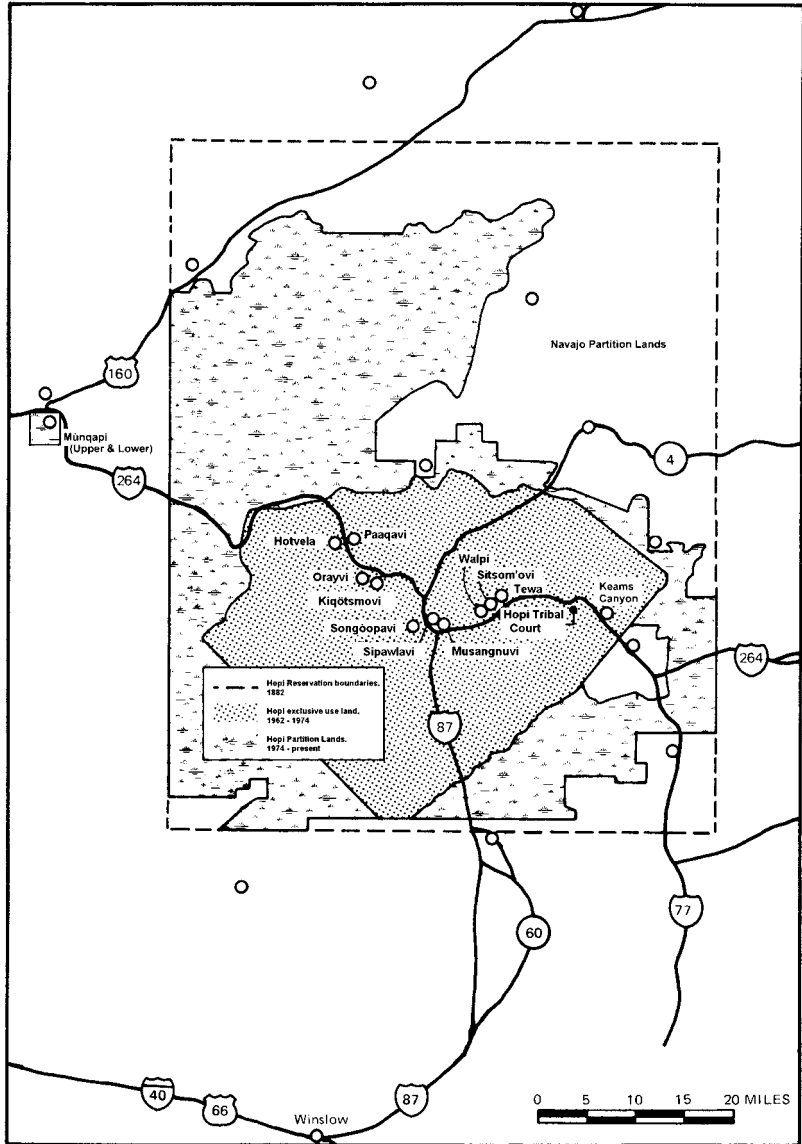 Navajo Partition Lands
160
Mùnqapi
(Upper & Lower)
4
264
Hotvela
Paaqavi
Walpi
Sitsom'ovi
Orayvi
Tewa
Keams
Canyon
Kiqötsmovi
Hopi Tribal
Court
Songòopavi
Sipawlavi
Musangnuvi
264
Hopi Reservation boundaries.
1882
Hopi exclusive use land.
1962 - 1974
Hopi Partition Lands.
1974 - present
87
77
60
40
66
87
Winslow
0 5 10 15 20 MILES